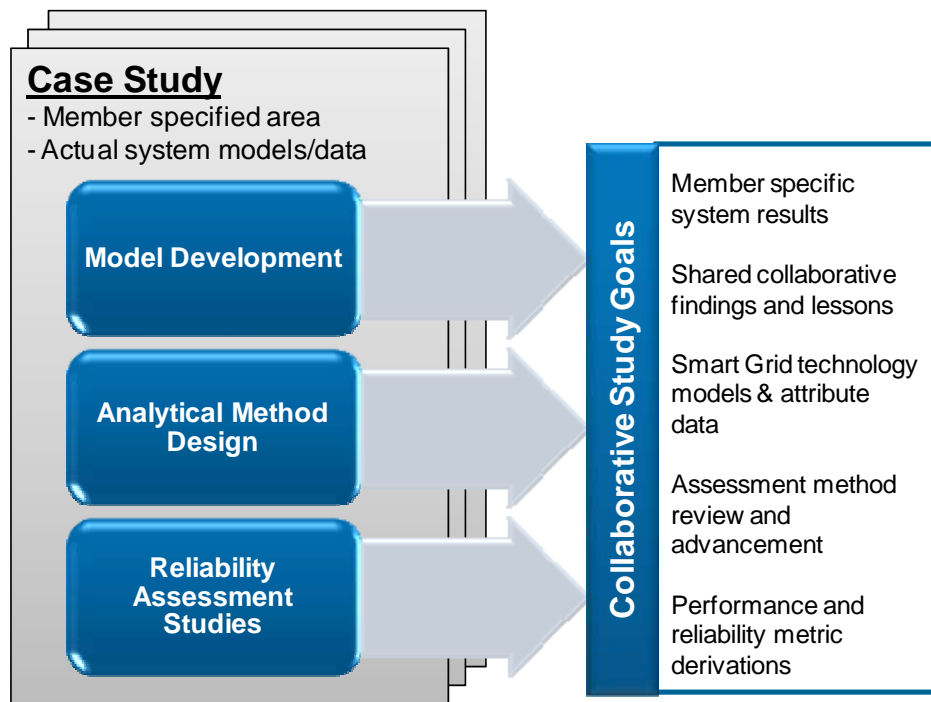 Case Study
- Member specified area
- Actual system models/data
Model Development
Analytical Method
Design
Reliability
Assessment
Studies
Collaborative Study Goals
Member specific
system results
Shared collaborative
findings and lessons
Smart Grid technology
models & attribute
data
Assessment method
review and
advancement
Performance and
reliability metric
derivations